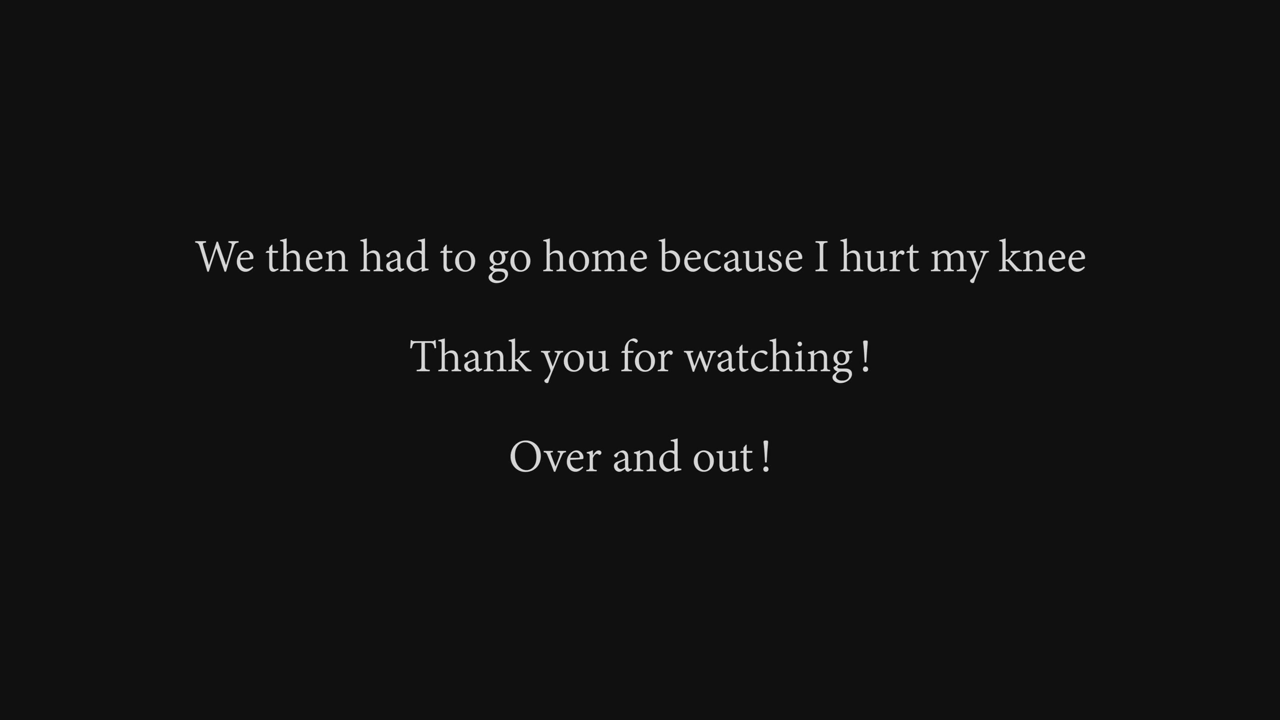 We then had to go home because I hurt my knee
Thank you for watching !
Over and out !